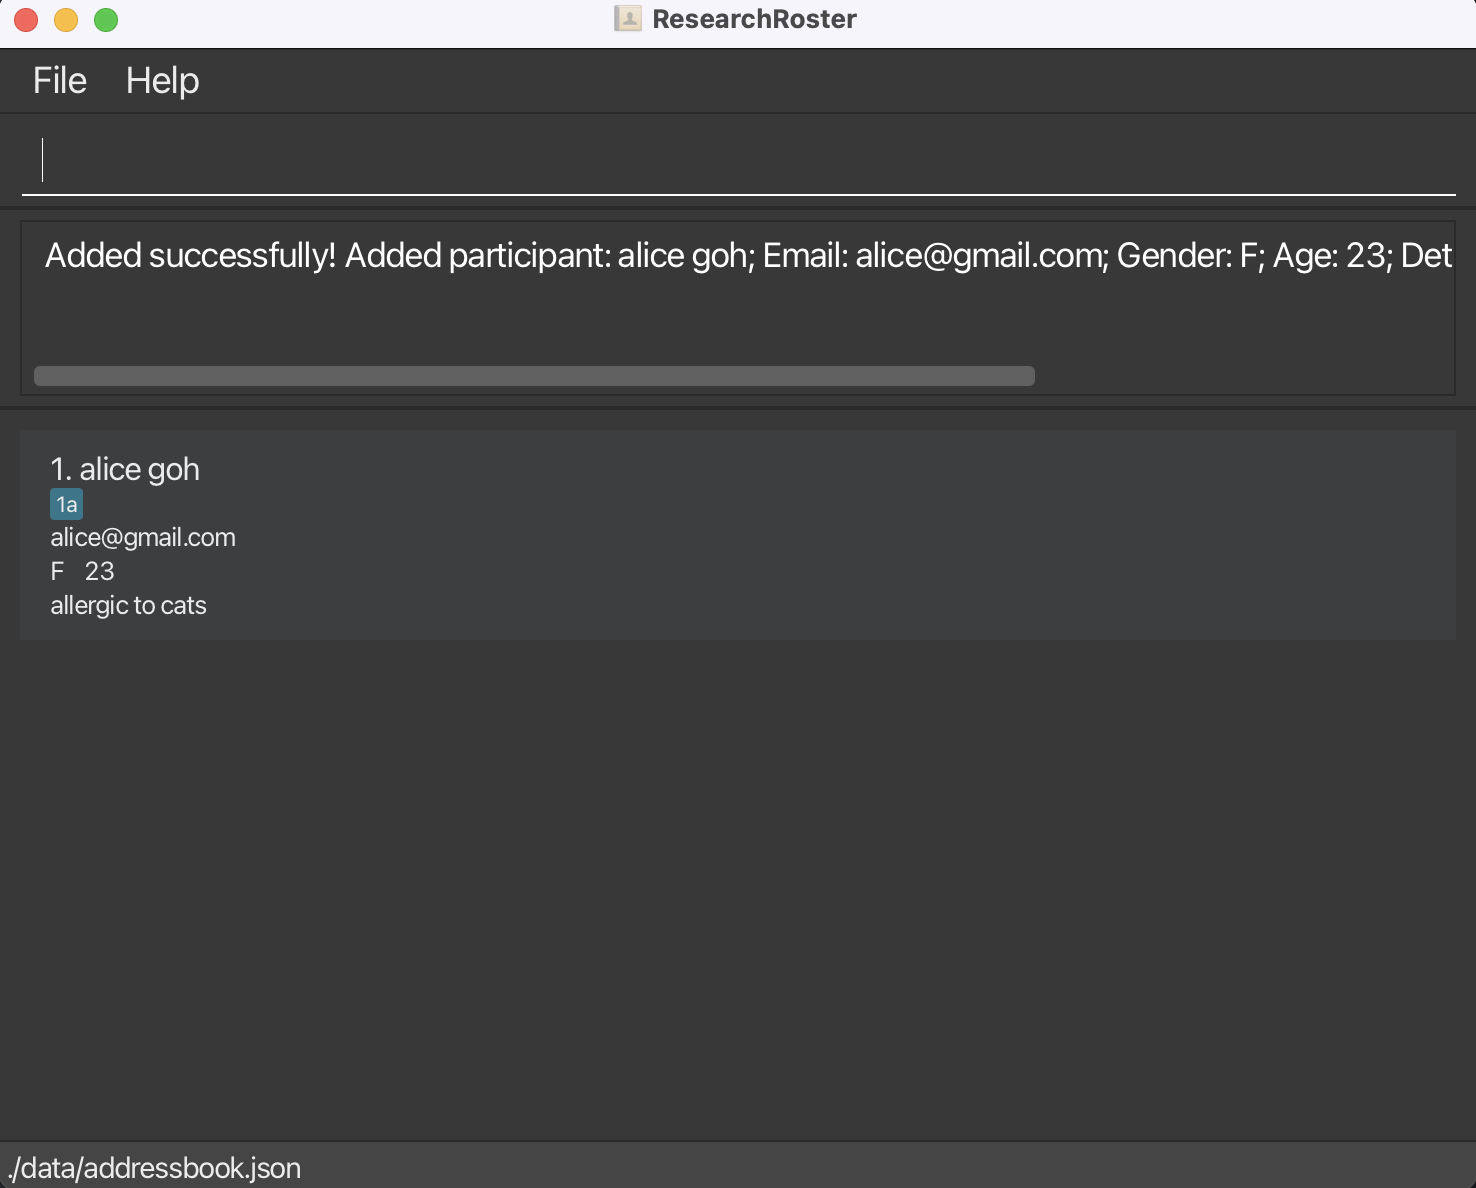 ResearchRoster
File Help
Added successfully! Added participant: alice goh; Email: alice@gmail.com; Gender: F; Age: 23; Det
1. alice goh
1a
alice@gmail.com
F 23
allergic to cats
./data/addressbook.json